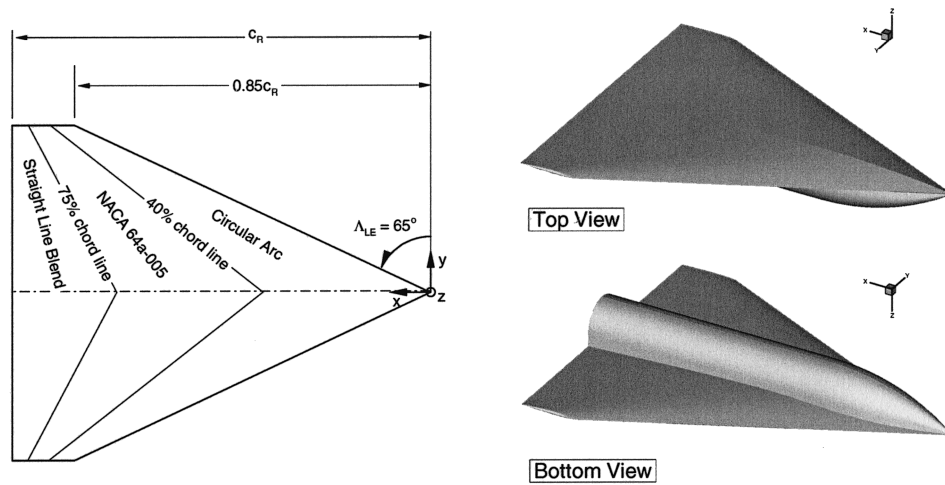 c_R
0.85c_R
Straight Line Blend
75% chord line
NACA 64a-005
40% chord line
Circular Arc
Λ_LE = 65°
y
x
z
z
x
Y
Top View
Y
x
z
Bottom View